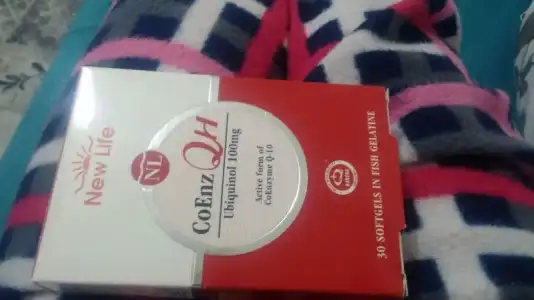 New Life
NL
CoEnz QH
Ubiquinol 100mg
Active form of
CoEnzyme Q-10
30 SOFTGELS IN FISH GELATINE